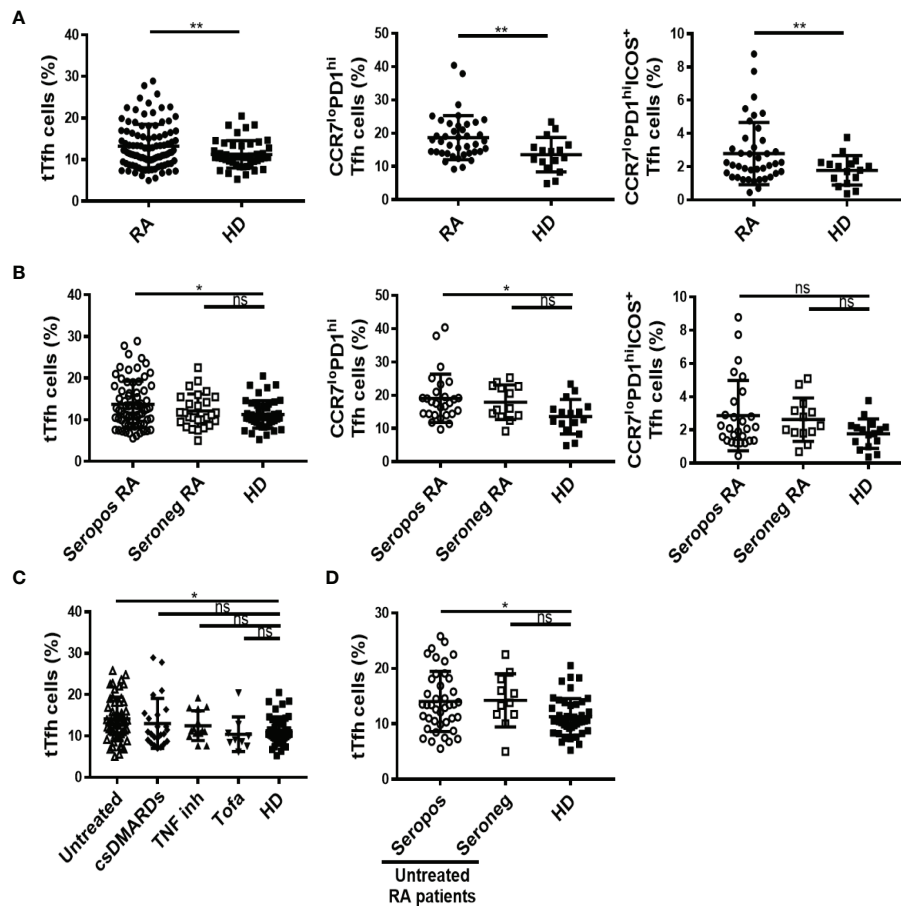 A
tTfh cells (%)
40
30
20
10
0
**
RA
HD
CCR7loPD1hi
Tfh cells (%)
50
40
30
20
10
0
**
RA
HD
CCR7loPD1hiICOS+
Tfh cells (%)
10
8
6
4
2
0
**
RA
HD
B
tTfh cells (%)
40
30
20
10
0
*
ns
Seropos RA
Seroneg RA
HD
CCR7loPD1hi
Tfh cells (%)
50
40
30
20
10
0
*
ns
Seropos RA
Seroneg RA
HD
CCR7loPD1hiICOS+
Tfh cells (%)
10
8
6
4
2
0
ns
ns
Seropos RA
Seroneg RA
HD
C
tTfh cells (%)
40
30
20
10
0
*
ns
ns
ns
Untreated
csDMARDs
TNF inh
Tofa
HD
D
tTfh cells (%)
30
20
10
0
*
ns
Seropos
Seroneg
HD
Untreated
RA patients